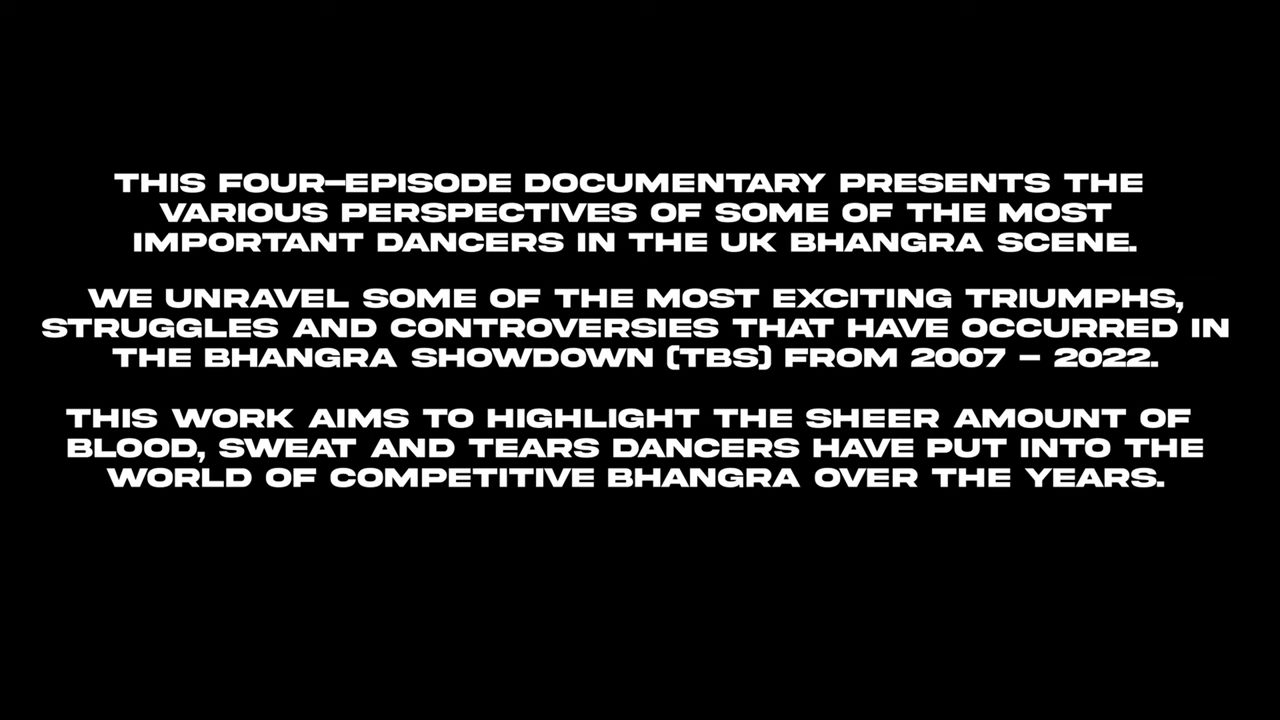 THIS FOUR-EPISODE DOCUMENTARY PRESENTS THE
VARIOUS PERSPECTIVES OF SOME OF THE MOST
IMPORTANT DANCERS IN THE UK BHANGRA SCENE.
WE UNRAVEL SOME OF THE MOST EXCITING TRIUMPHS,
STRUGGLES AND CONTROVERSIES THAT HAVE OCCURRED IN
THE BHANGRA SHOWDOWN (TBS) FROM 2007 - 2022.
THIS WORK AIMS TO HIGHLIGHT THE SHEER AMOUNT OF
BLOOD, SWEAT AND TEARS DANCERS HAVE PUT INTO THE
WORLD OF COMPETITIVE BHANGRA OVER THE YEARS.